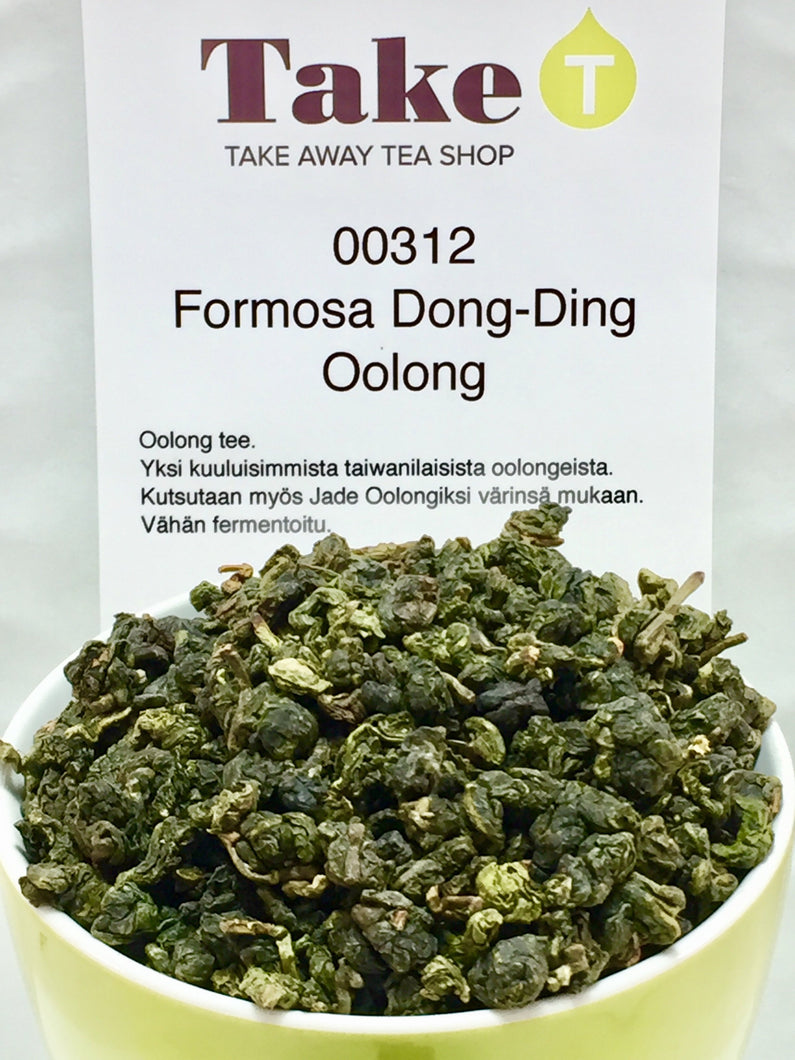 Take T
TAKE AWAY TEA SHOP
00312
Formosa Dong-Ding
Oolong
Oolong tee.
Yksi kuuluisimmista taiwanilaisista oolongeista.
Kutsutaan myös Jade Oolongiksi värinsä mukaan.
Vähän fermentoitu.